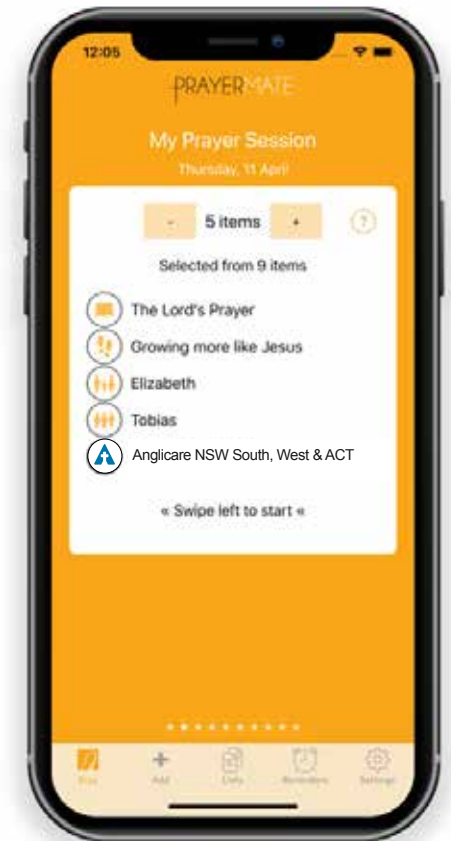 12:05
PRAYERMATE
My Prayer Session
Thursday, 11 April
- 5 items + ?
Selected from 9 items
The Lord's Prayer
Growing more like Jesus
Elizabeth
Tobias
Anglicare NSW South, West & ACT
« Swipe left to start «
Pray Add Lists Reminders Settings